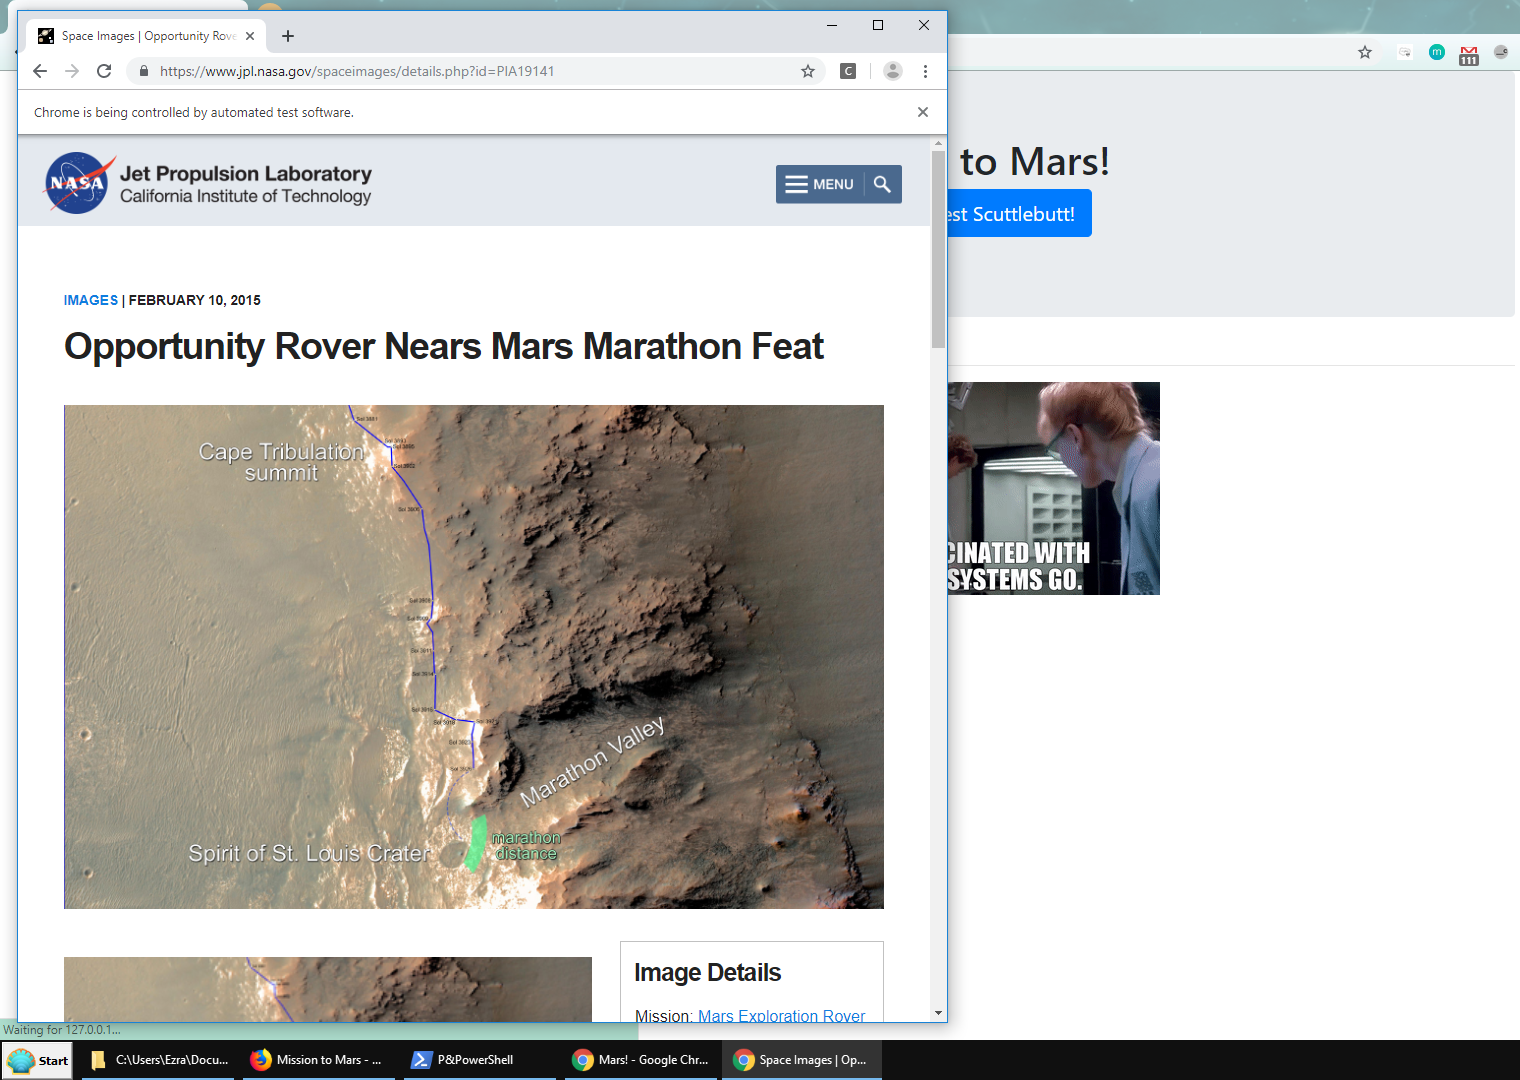 Space Images | Opportunity Rove
https://www.jpl.nasa.gov/spaceimages/details.php?id=PIA19141
C
m
111
Chrome is being controlled by automated test software.
NASA
Jet Propulsion Laboratory
California Institute of Technology
MENU
to Mars!
est Scuttlebutt!
IMAGES | FEBRUARY 10, 2015
Opportunity Rover Nears Mars Marathon Feat
Cape Tribulation
summit
Marathon Valley
Spirit of St. Louis Crater
marathon
distance
CINATED WITH
SYSTEMS GO.
Image Details
Mission: Mars Exploration Rover
Waiting for 127.0.0.1...
Start
C:\Users\Ezra\Docu...
Mission to Mars - ...
P&PowerShell
Mars! - Google Chr...
Space Images | Op...